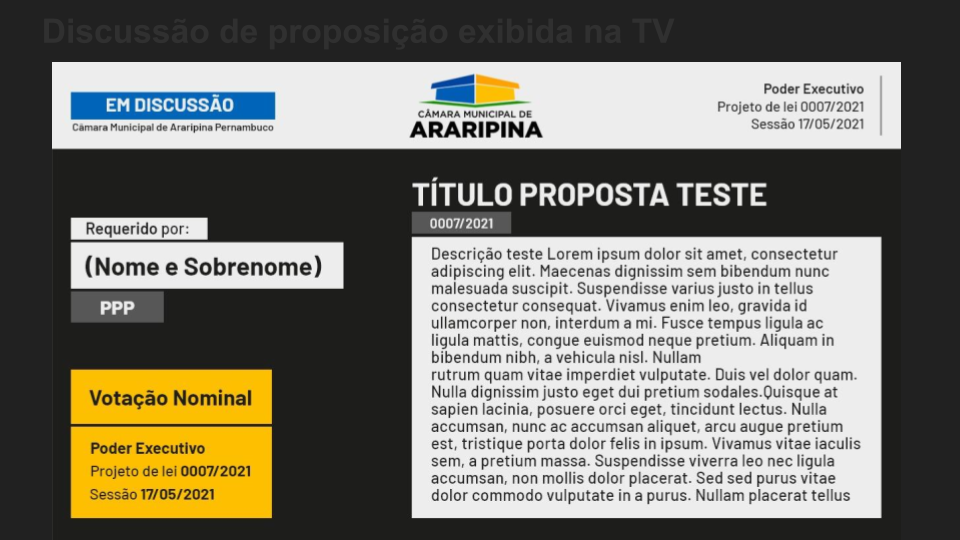 Discussão de proposição exibida na TV
EM DISCUSSÃO
Câmara Municipal de Araripina Pernambuco
CÂMARA MUNICIPAL DE
ARARIPINA
Poder Executivo
Projeto de lei 0007/2021
Sessão 17/05/2021
Requerido por:
(Nome e Sobrenome)
PPP
Votação Nominal
Poder Executivo
Projeto de lei 0007/2021
Sessão 17/05/2021
TÍTULO PROPOSTA TESTE
0007/2021
Descrição teste Lorem ipsum dolor sit amet, consectetur
adipiscing elit. Maecenas dignissim sem bibendum nunc
malesuada suscipit. Suspendisse varius justo in tellus
consectetur consequat. Vivamus enim leo, gravida id
ullamcorper non, interdum a mi. Fusce tempus ligula ac
ligula mattis, congue euismod neque pretium. Aliquam in
bibendum nibh, a vehicula nisl. Nullam
rutrum quam vitae imperdiet vulputate. Duis vel dolor quam.
Nulla dignissim justo eget dui pretium sodales.Quisque at
sapien lacinia, posuere orci eget, tincidunt lectus. Nulla
accumsan, nunc ac accumsan aliquet, arcu augue pretium
est, tristique porta dolor felis in ipsum. Vivamus vitae iaculis
sem, a pretium massa. Suspendisse viverra leo nec ligula
accumsan, non mollis dolor placerat. Sed sed purus vitae
dolor commodo vulputate in a purus. Nullam placerat tellus